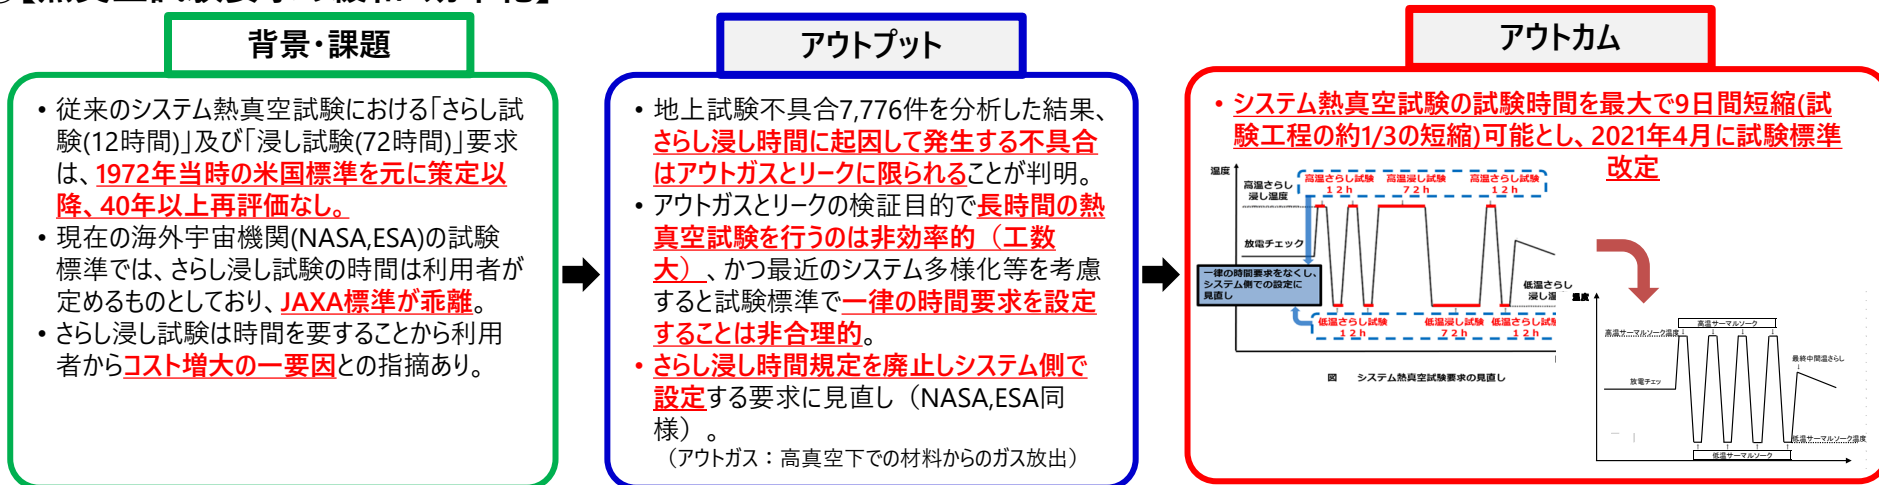 背景・課題
• 従来のシステム熱真空試験における「さらし試
験(12時間)」及び「浸し試験(72時間)」要求
は、1972年当時の米国標準を元に策定以
降、40年以上再評価なし。
• 現在の海外宇宙機関(NASA,ESA)の試験
標準では、さらし浸し試験の時間は利用者が
定めるものとしており、JAXA標準が乖離。
• さらし浸し試験は時間を要することから利用
者からコスト増大の一要因との指摘あり。
アウトプット
• 地上試験不具合7,776件を分析した結果、
さらし浸し時間に起因して発生する不具合
はアウトガスとリークに限られることが判明。
• アウトガスとリークの検証目的で長時間の熱
真空試験を行うのは非効率的（工数
大）、かつ最近のシステム多様化等を考慮
すると試験標準で一律の時間要求を設定
することは非合理的。
• さらし浸し時間規定を廃止しシステム側で
設定する要求に見直し（NASA,ESA同
様）。
（アウトガス：高真空下での材料からのガス放出）
アウトカム
• システム熱真空試験の試験時間を最大で9日間短縮(試
験工程の約1/3の短縮)可能とし、2021年4月に試験標準
改定
温度
高温さらし
浸し温度
高温さらし試験
12h
高温浸し試験
72h
高温さらし試験
12h
放電チェック
一律の時間要求をなくし、
システム側での設定に
見直し
低温さらし
浸し温
低温さらし試験
12h
低温浸し試験
72h
低温さらし試験
12h
図 システム熱真空試験要求の見直し
温度
高温サーマルソーク温度
高温サーマルソーク
最終中間温さらし
放電チェッ
低温サーマルソーク温度
低温サーマルソーク